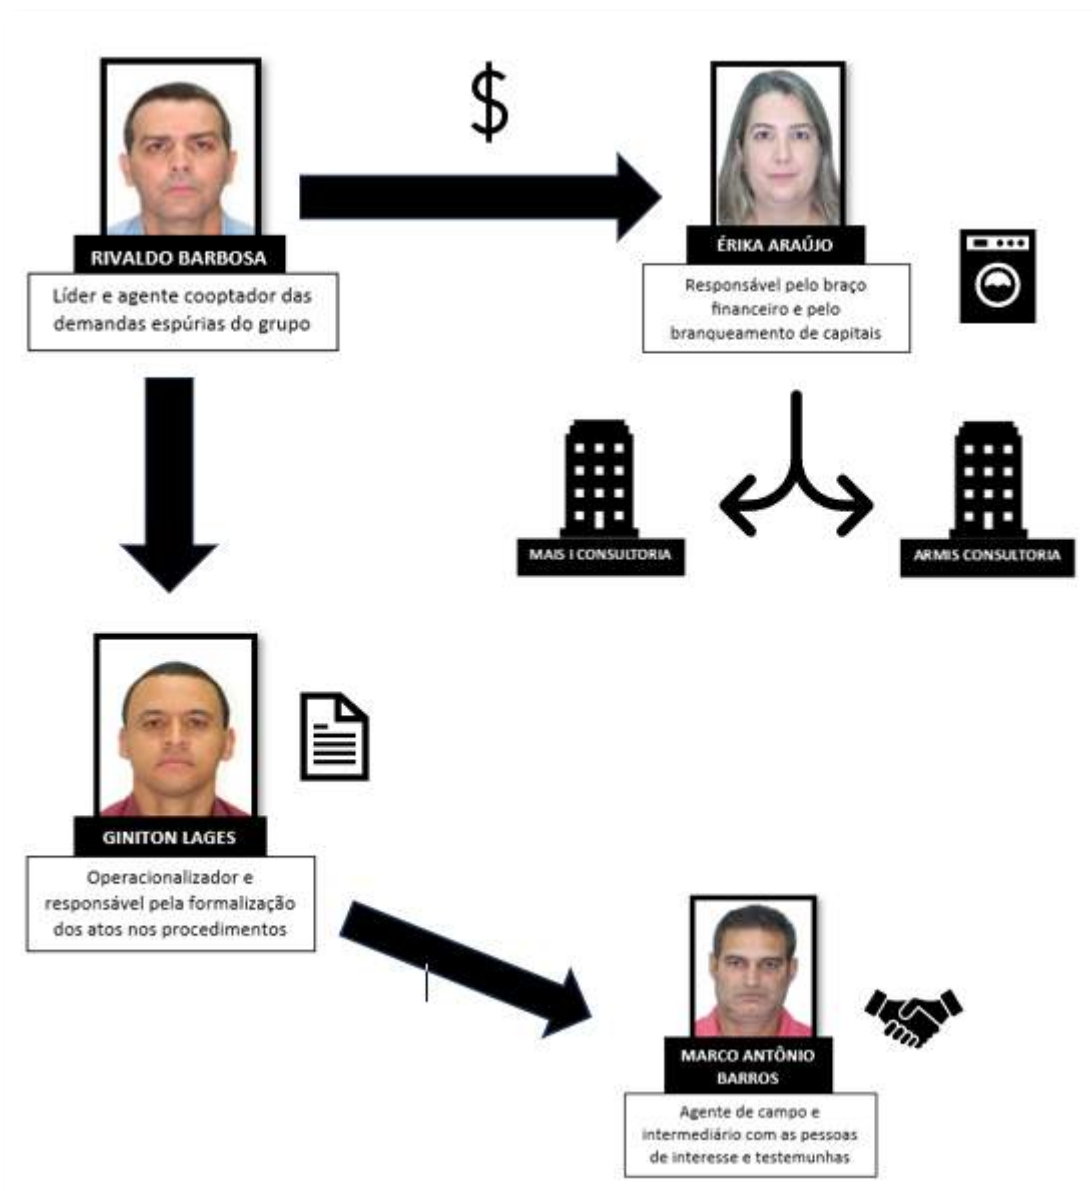 $
RIVALDO BARBOSA
Líder e agente cooptador das
demandas espúrias do grupo
ÉRIKA ARAÚJO
Responsável pelo braço
financeiro e pelo
branqueamento de capitais
MAIS I CONSULTORIA
ARMIS CONSULTORIA
GINITON LAGES
Operacionalizador e
responsável pela formalização
dos atos nos procedimentos
MARCO ANTÔNIO
BARROS
Agente de campo e
intermediário com as pessoas
de interesse e testemunhas